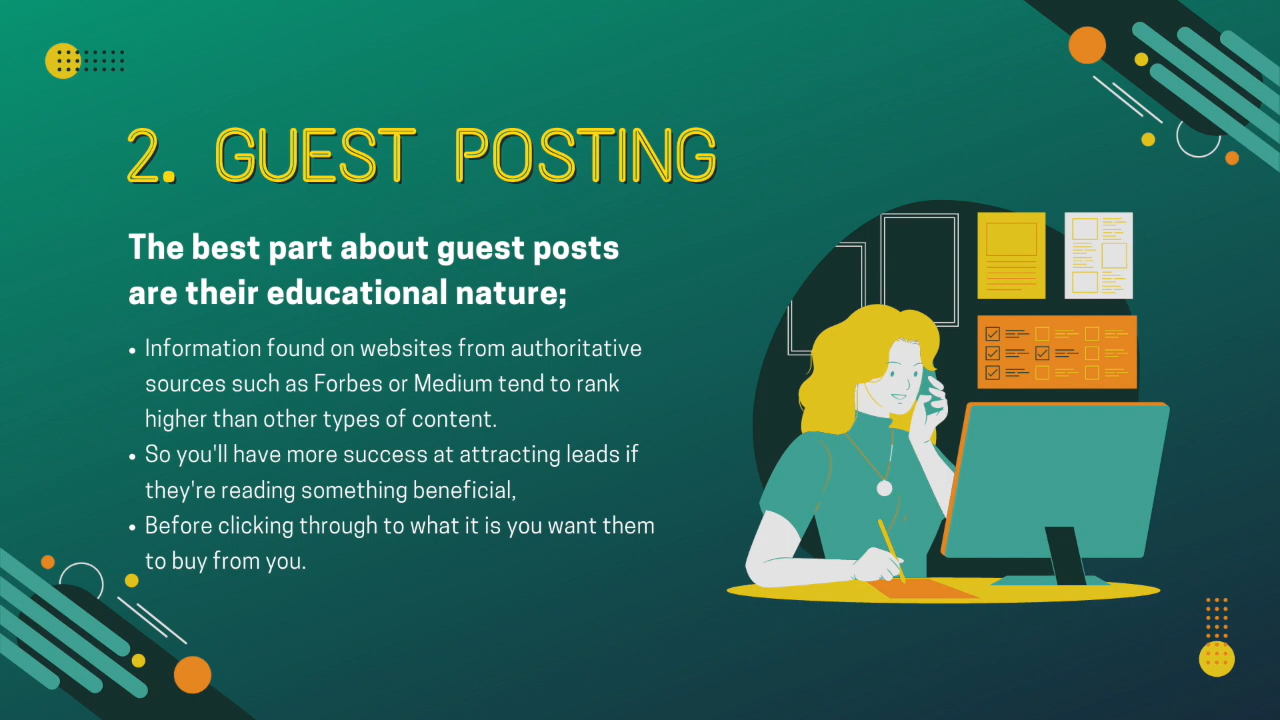 2. GUEST POSTING
The best part about guest posts
are their educational nature;
• Information found on websites from authoritative
sources such as Forbes or Medium tend to rank
higher than other types of content.
• So you'll have more success at attracting leads if
they're reading something beneficial,
• Before clicking through to what it is you want them
to buy from you.